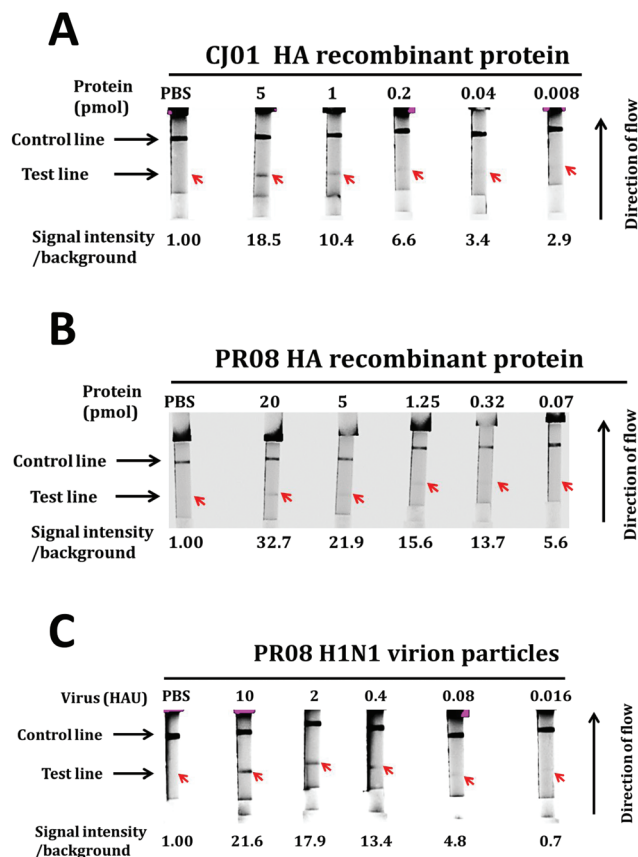 A
CJ01 HA recombinant protein
Protein (pmol) PBS 5 1 0.2 0.04 0.008
Control line
Test line
Direction of flow
Signal intensity /background 1.00 18.5 10.4 6.6 3.4 2.9
B
PR08 HA recombinant protein
Protein (pmol) PBS 20 5 1.25 0.32 0.07
Control line
Test line
Direction of flow
Signal intensity /background 1.00 32.7 21.9 15.6 13.7 5.6
C
PR08 H1N1 virion particles
Virus (HAU) PBS 10 2 0.4 0.08 0.016
Control line
Test line
Direction of flow
Signal intensity /background 1.00 21.6 17.9 13.4 4.8 0.7